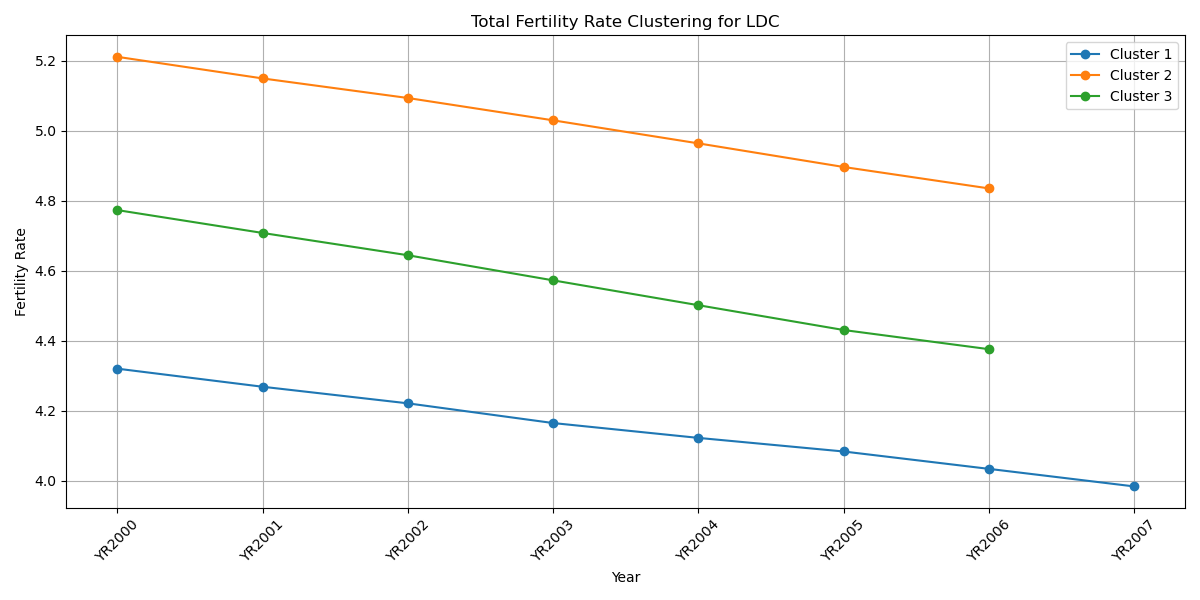 Total Fertility Rate Clustering for LDC
Cluster 1
Cluster 2
Cluster 3
Fertility Rate
5.2
5.0
4.8
4.6
4.4
4.2
4.0
YR2000
YR2001
YR2002
YR2003
YR2004
YR2005
YR2006
YR2007
Year